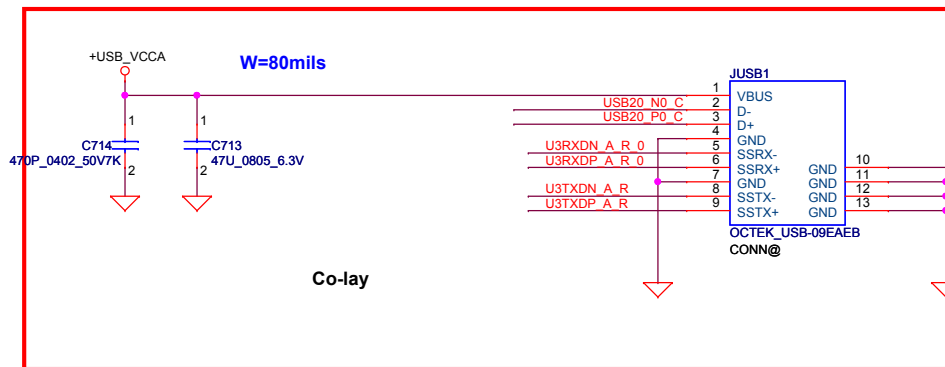 +USB_VCCA
W=80mils
JUSB1
1
VBUS
USB20_N0_C
2
D-
USB20_P0_C
3
D+
4
GND
U3RXDN_A_R_0
5
SSRX-
U3RXDP_A_R_0
6
SSRX+
GND
10
7
GND
GND
11
U3TXDN_A_R
8
SSTX-
GND
12
U3TXDP_A_R
9
SSTX+
GND
13
OCTEK_USB-09EAEB
CONN@
1
C714
470P_0402_50V7K
2
1
C713
47U_0805_6.3V
2
Co-lay